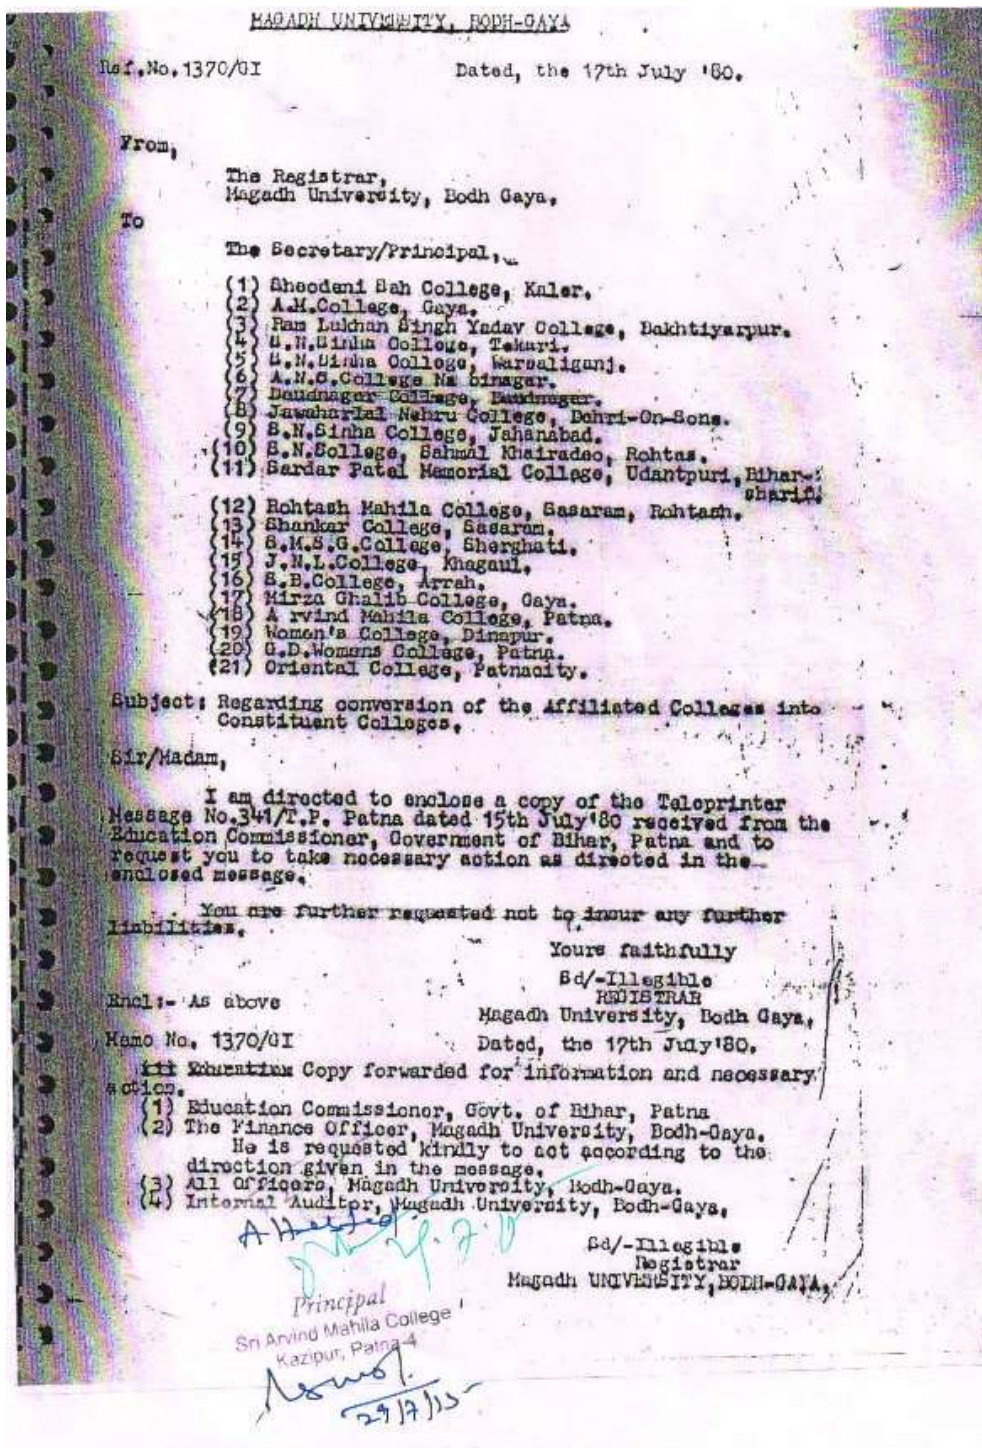 MAGADH UNIVERSITY, BODH-GAYA
Ref.No.1370/GI Dated, the 17th July '80.
From,
The Registrar,
Magadh University, Bodh Gaya.
To
The Secretary/Principal,
(1) Sheodeni Sah College, Kaler.
(2) A.M.College, Gaya.
(3) Ram Lakhan Singh Yadav College, Bakhtiyarpur.
(4) S.N.Sinha College, Tekari.
(5) S.N.Sinha College, Warsaliganj.
(6) A.N.S.College Na binagar.
(7) Daudnagar College, Daudnagar.
(8) Jawaharlal Nehru College, Dehri-On-Sone.
(9) S.N.Sinha College, Jahanabad.
(10) S.N.Sollege, Sahmal Khairadeo, Rohtas.
(11) Sardar Patel Memorial College, Udantpuri, Bihar-
sharif.
(12) Rohtash Mahila College, Sasaram, Rohtash.
(13) Shankar College, Sasaram.
(14) S.M.S.G.College, Sherghati.
(15) J.N.L.College, Khagaul.
(16) S.B.College, Arrah.
(17) Mirza Ghalib College, Gaya.
(18) A rvind Mahila College, Patna.
(19) Women's College, Dinapur.
(20) G.D.Womens College, Patna.
(21) Oriental College, Patnacity.
Subject: Regarding conversion of the Affiliated Colleges into
Constituent Colleges.
Sir/Madam,
I am directed to enclose a copy of the Teleprinter
Message No.341/T.P. Patna dated 15th July'80 received from the
Education Commissioner, Government of Bihar, Patna and to
request you to take necessary action as directed in the
enclosed message.
You are further requested not to incur any further
liabilities.
Yours faithfully
Sd/-Illegible
REGISTRAR
Encl:- As above
Magadh University, Bodh Gaya,
Memo No. 1370/GI Dated, the 17th July'80.
Copy forwarded for information and necessary
action.
(1) Education Commissioner, Govt. of Bihar, Patna
(2) The Finance Officer, Magadh University, Bodh-Gaya.
He is requested kindly to act according to the
direction given in the message.
(3) All Officers, Magadh University, Bodh-Gaya.
(4) Internal Auditor, Magadh University, Bodh-Gaya,
Attested.
Sd/-Illegible
Registrar
Magadh UNIVERSITY, BODH-GAYA.
Principal
Sri Arvind Mahila College
Kazipur, Patna-4
29/7/15